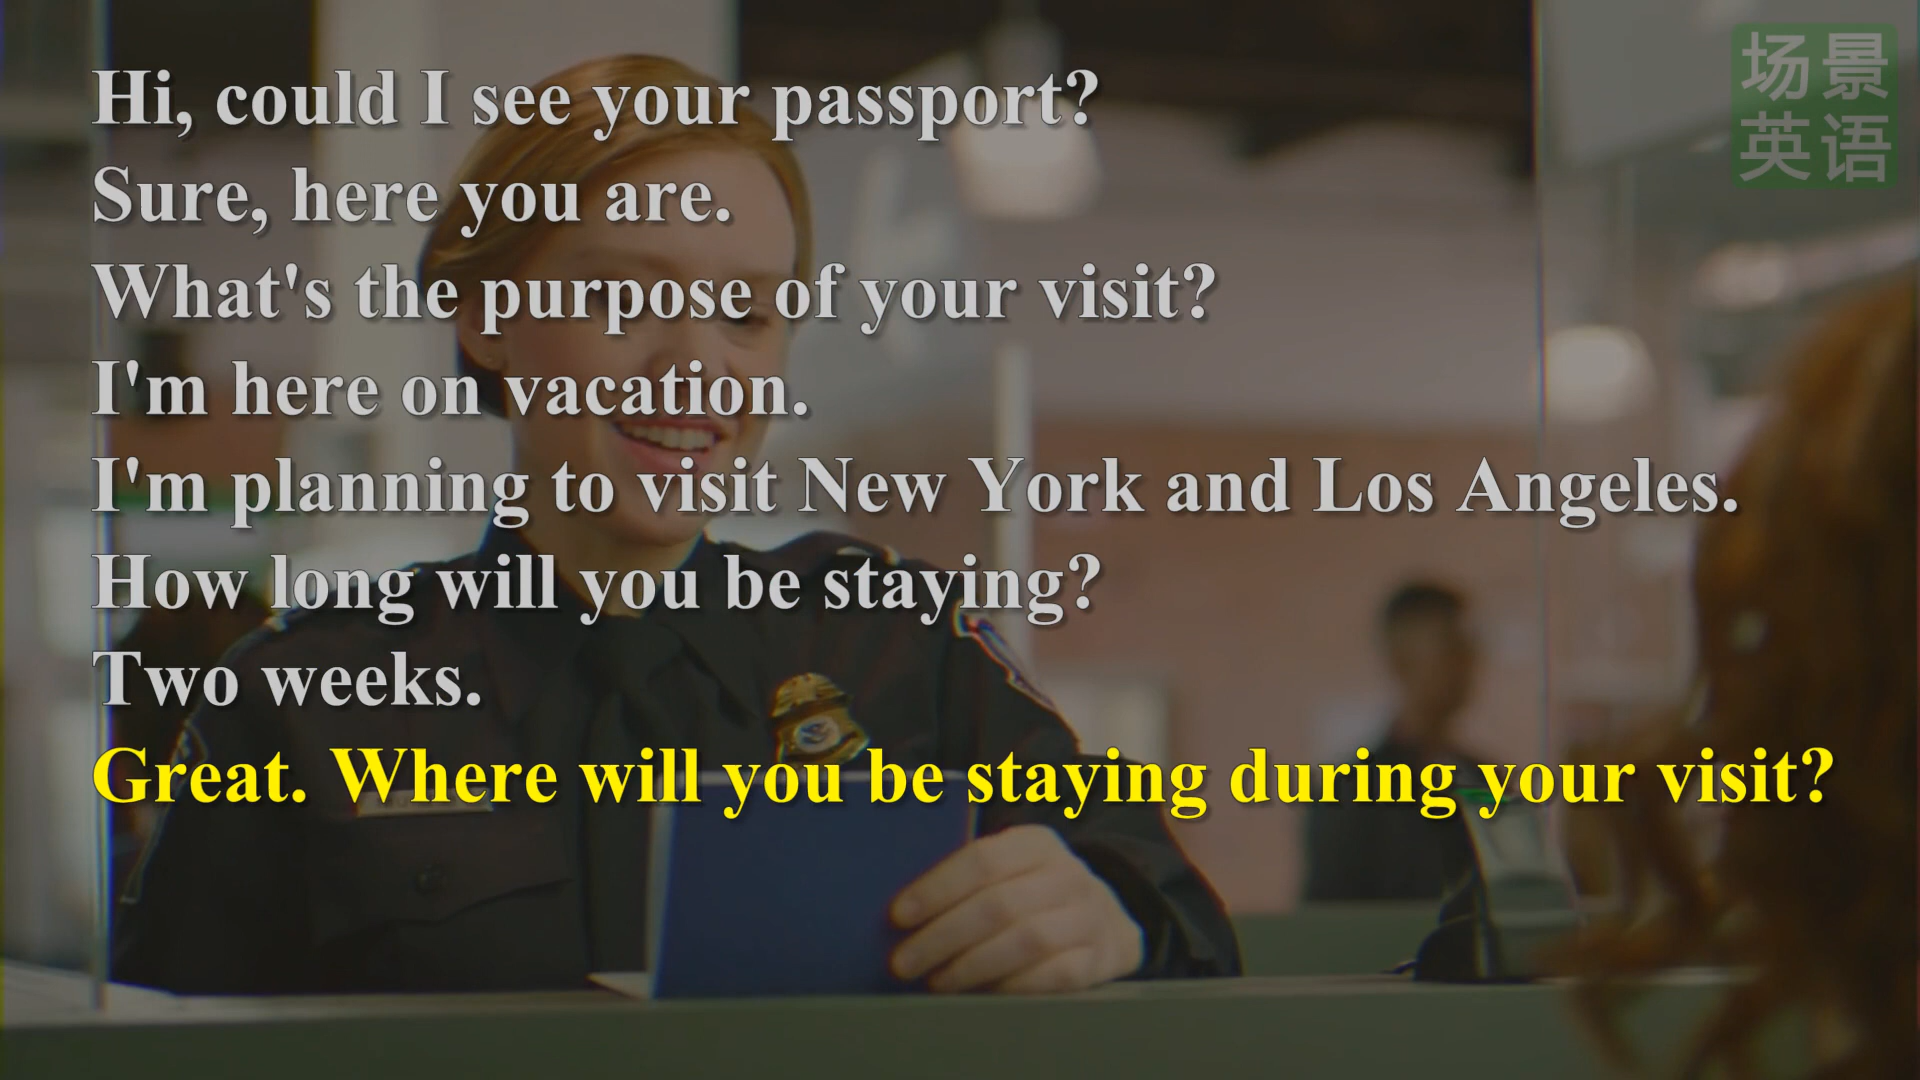 场景
英语
Hi, could I see your passport?
Sure, here you are.
What's the purpose of your visit?
I'm here on vacation.
I'm planning to visit New York and Los Angeles.
How long will you be staying?
Two weeks.
Great. Where will you be staying during your visit?